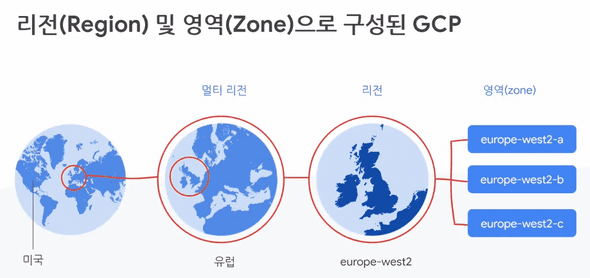 리전(Region) 및 영역(Zone)으로 구성된 GCP
멀티 리전
리전
영역(zone)
europe-west2-a
europe-west2-b
europe-west2-c
미국
유럽
europe-west2